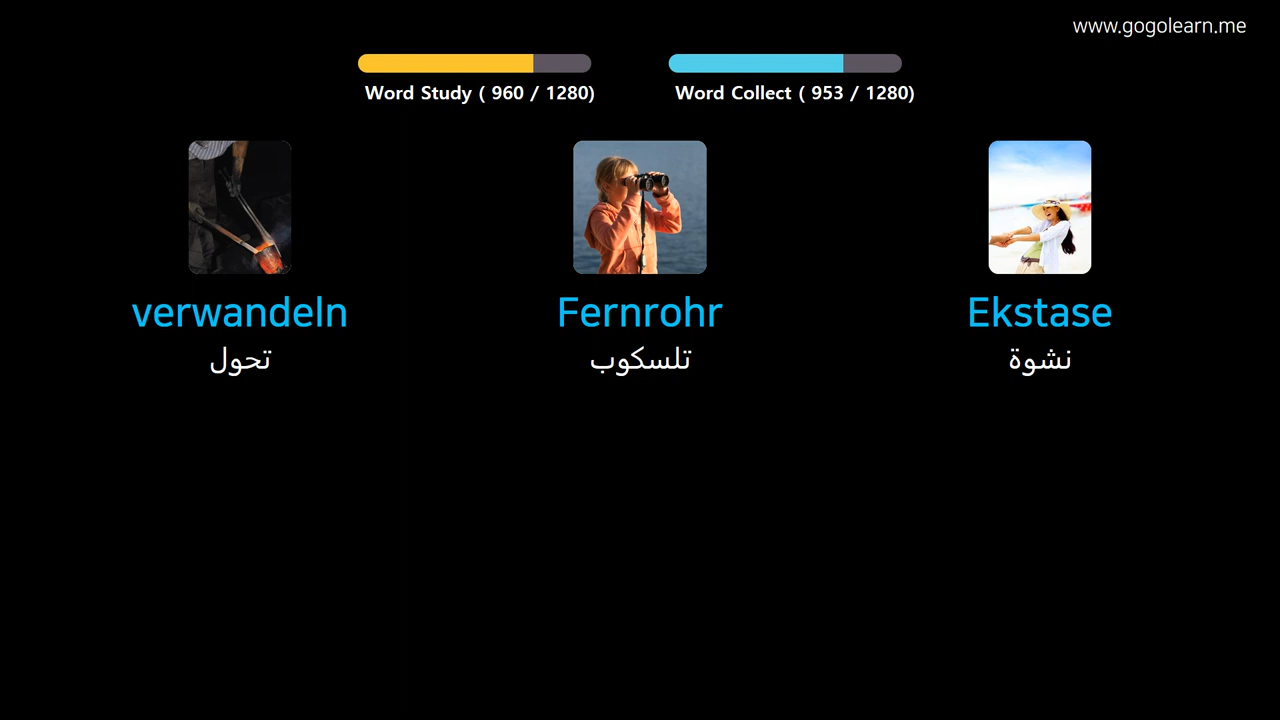 www.gogolearn.me
Word Study ( 960 / 1280)
Word Collect ( 953 / 1280)
verwandeln
تحول
Fernrohr
تلسكوب
Ekstase
نشوة